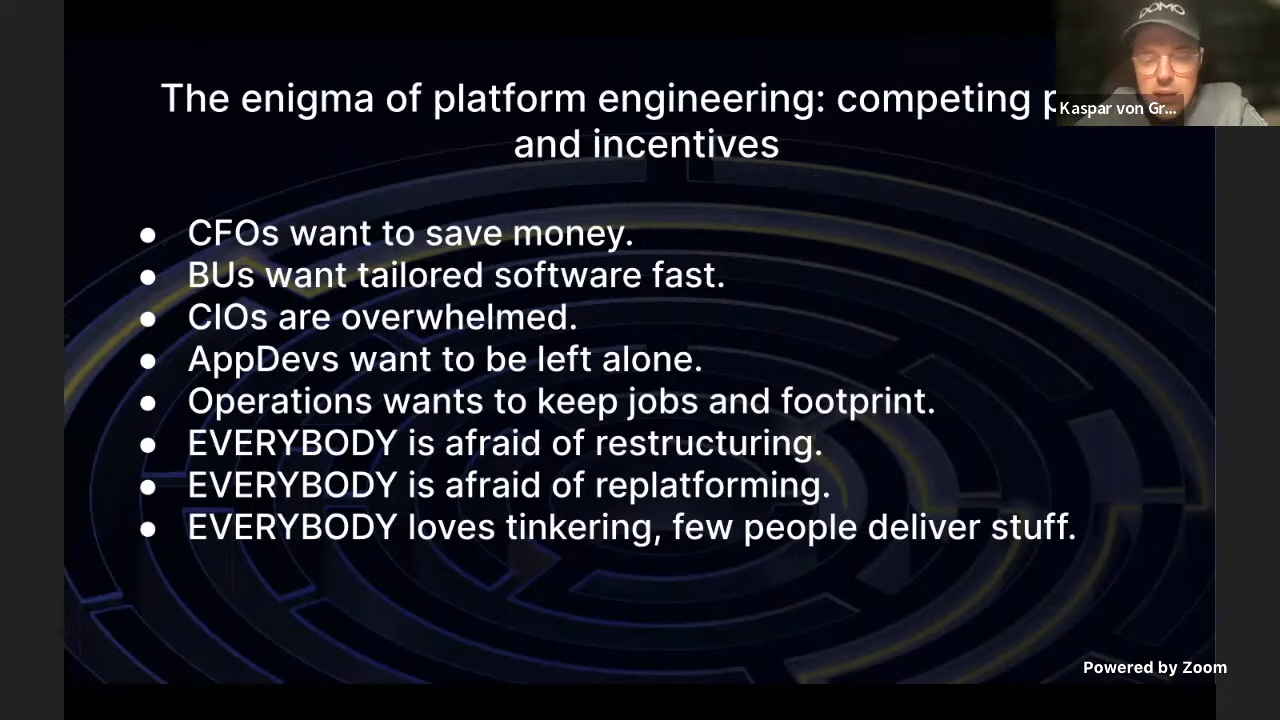 DOMO
The enigma of platform engineering: competing
Kaspar von Gr...
and incentives
● CFOs want to save money.
● BUs want tailored software fast.
● CIOs are overwhelmed.
● AppDevs want to be left alone.
● Operations wants to keep jobs and footprint.
● EVERYBODY is afraid of restructuring.
● EVERYBODY is afraid of replatforming.
● EVERYBODY loves tinkering, few people deliver stuff.
Powered by Zoom